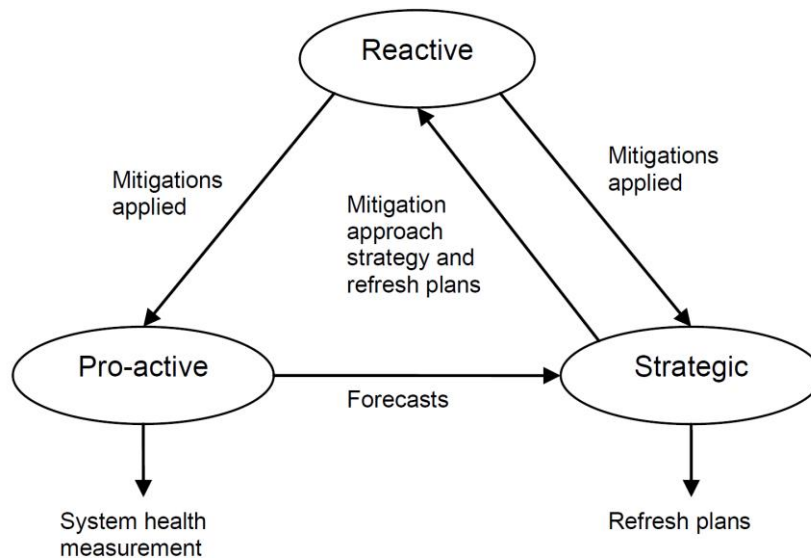 Reactive
Mitigations
applied
Mitigations
applied
Mitigation
approach
strategy and
refresh plans
Pro-active
Forecasts
Strategic
System health
measurement
Refresh plans